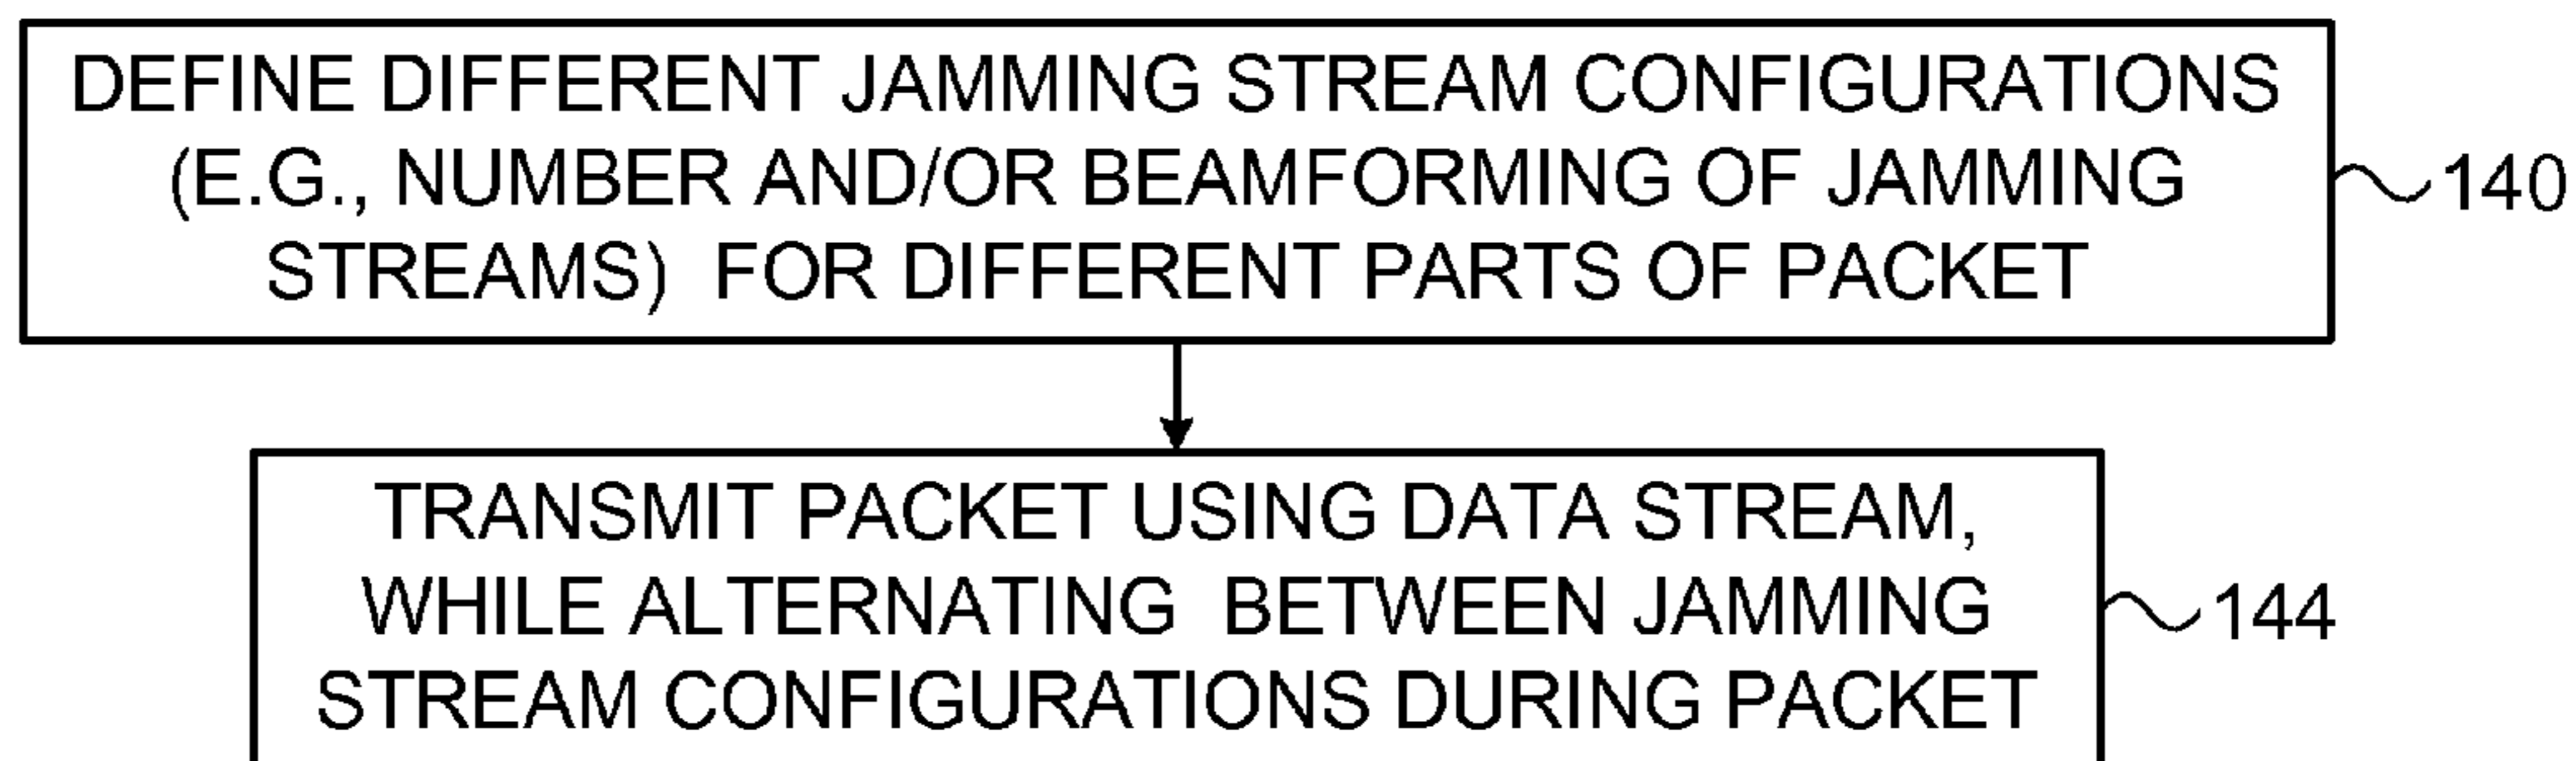 DEFINE DIFFERENT JAMMING STREAM CONFIGURATIONS
(E.G., NUMBER AND/OR BEAMFORMING OF JAMMING
STREAMS) FOR DIFFERENT PARTS OF PACKET
140
TRANSMIT PACKET USING DATA STREAM,
WHILE ALTERNATING BETWEEN JAMMING
STREAM CONFIGURATIONS DURING PACKET
144